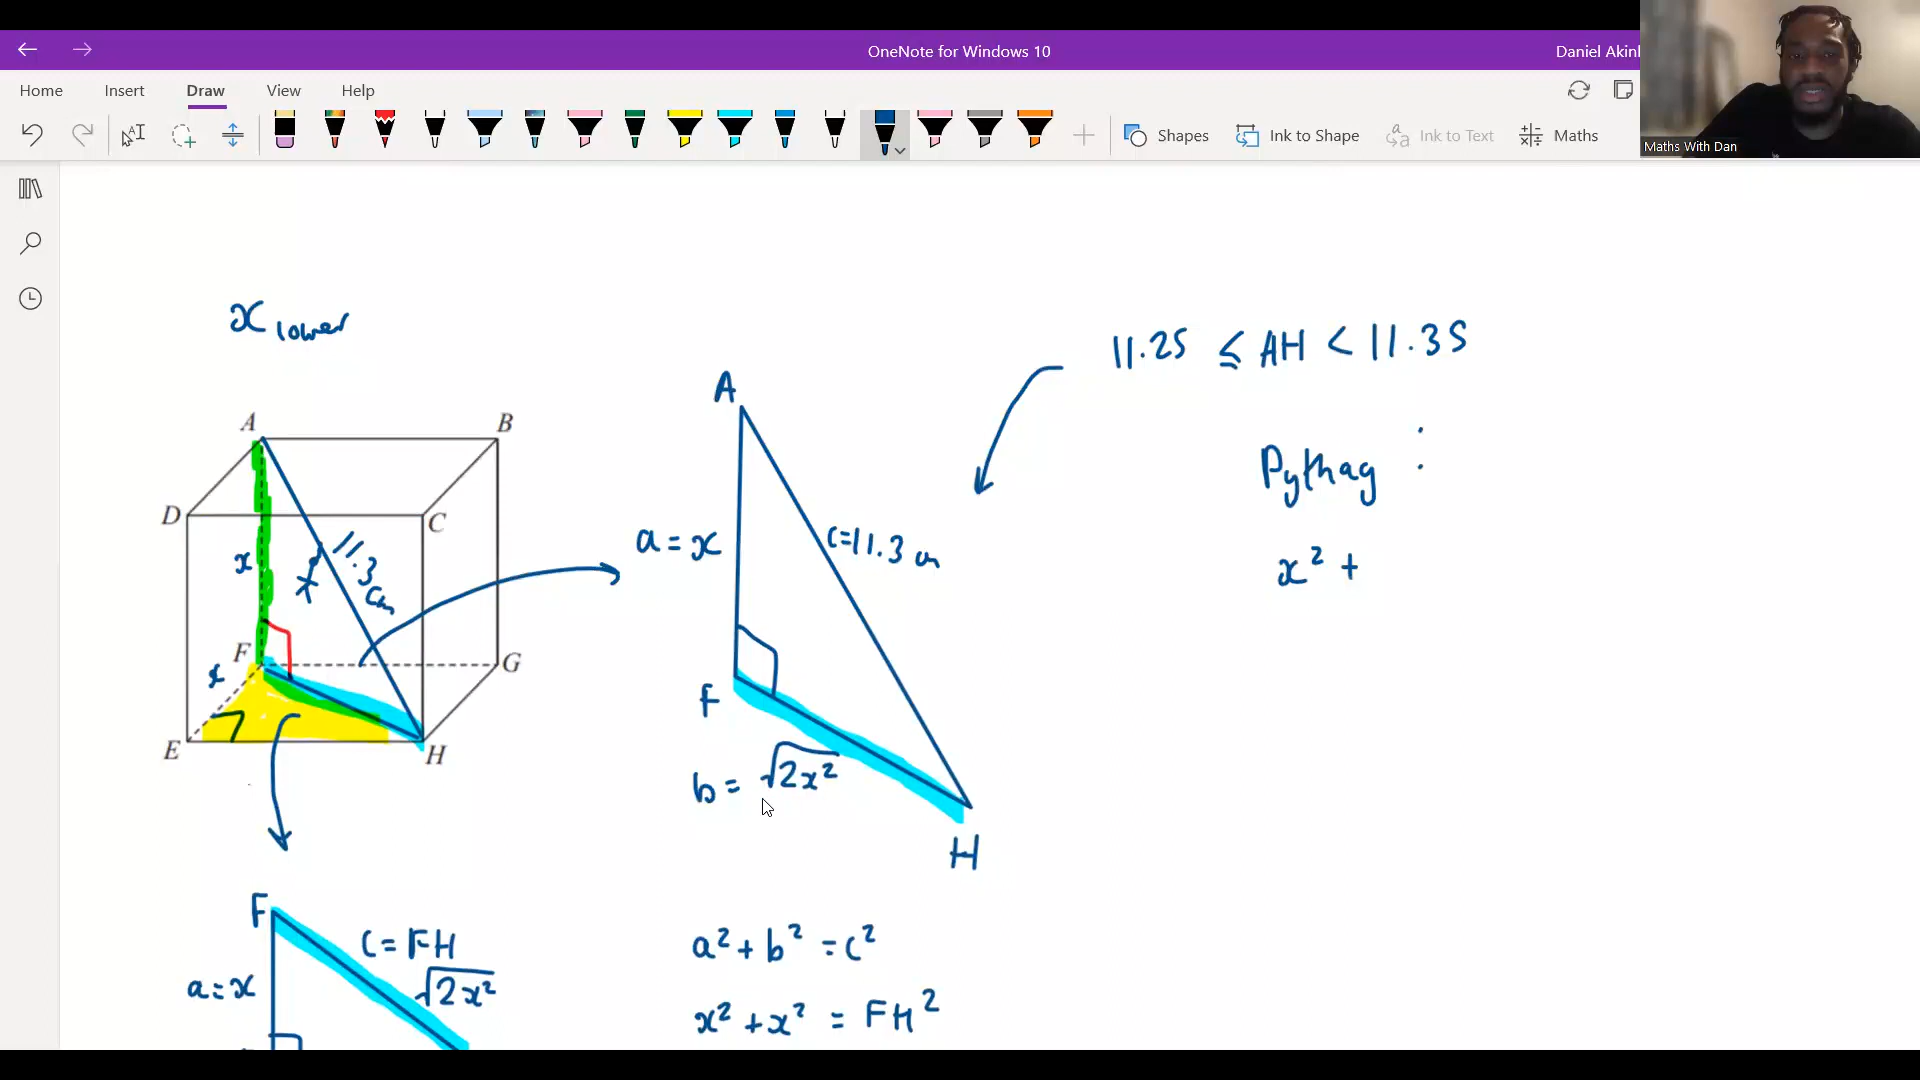 OneNote for Windows 10
Daniel Akinl
Home Insert Draw View Help
Shapes Ink to Shape Ink to Text Maths
Maths With Dan
x lower
11.25 ≤ AH < 11.35
Pythag :
x² +
A
B
D
C
x
11.3 cm
F
x
G
E
H
A
a = x
c=11.3 cm
F
b = √2x²
H
F
c = FH
√2x²
a = x
a² + b² = c²
x² + x² = FH²